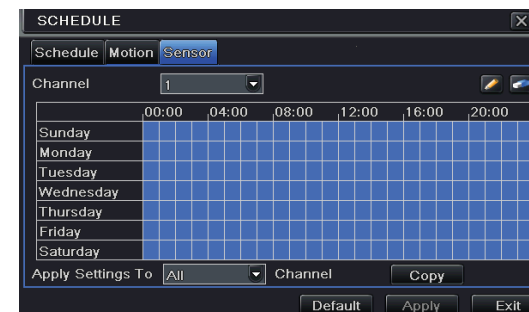 SCHEDULE
Schedule Motion Sensor
Channel 1
00:00 04:00 08:00 12:00 16:00 20:00
Sunday
Monday
Tuesday
Wednesday
Thursday
Friday
Saturday
Apply Settings To All Channel Copy
Default Apply Exit